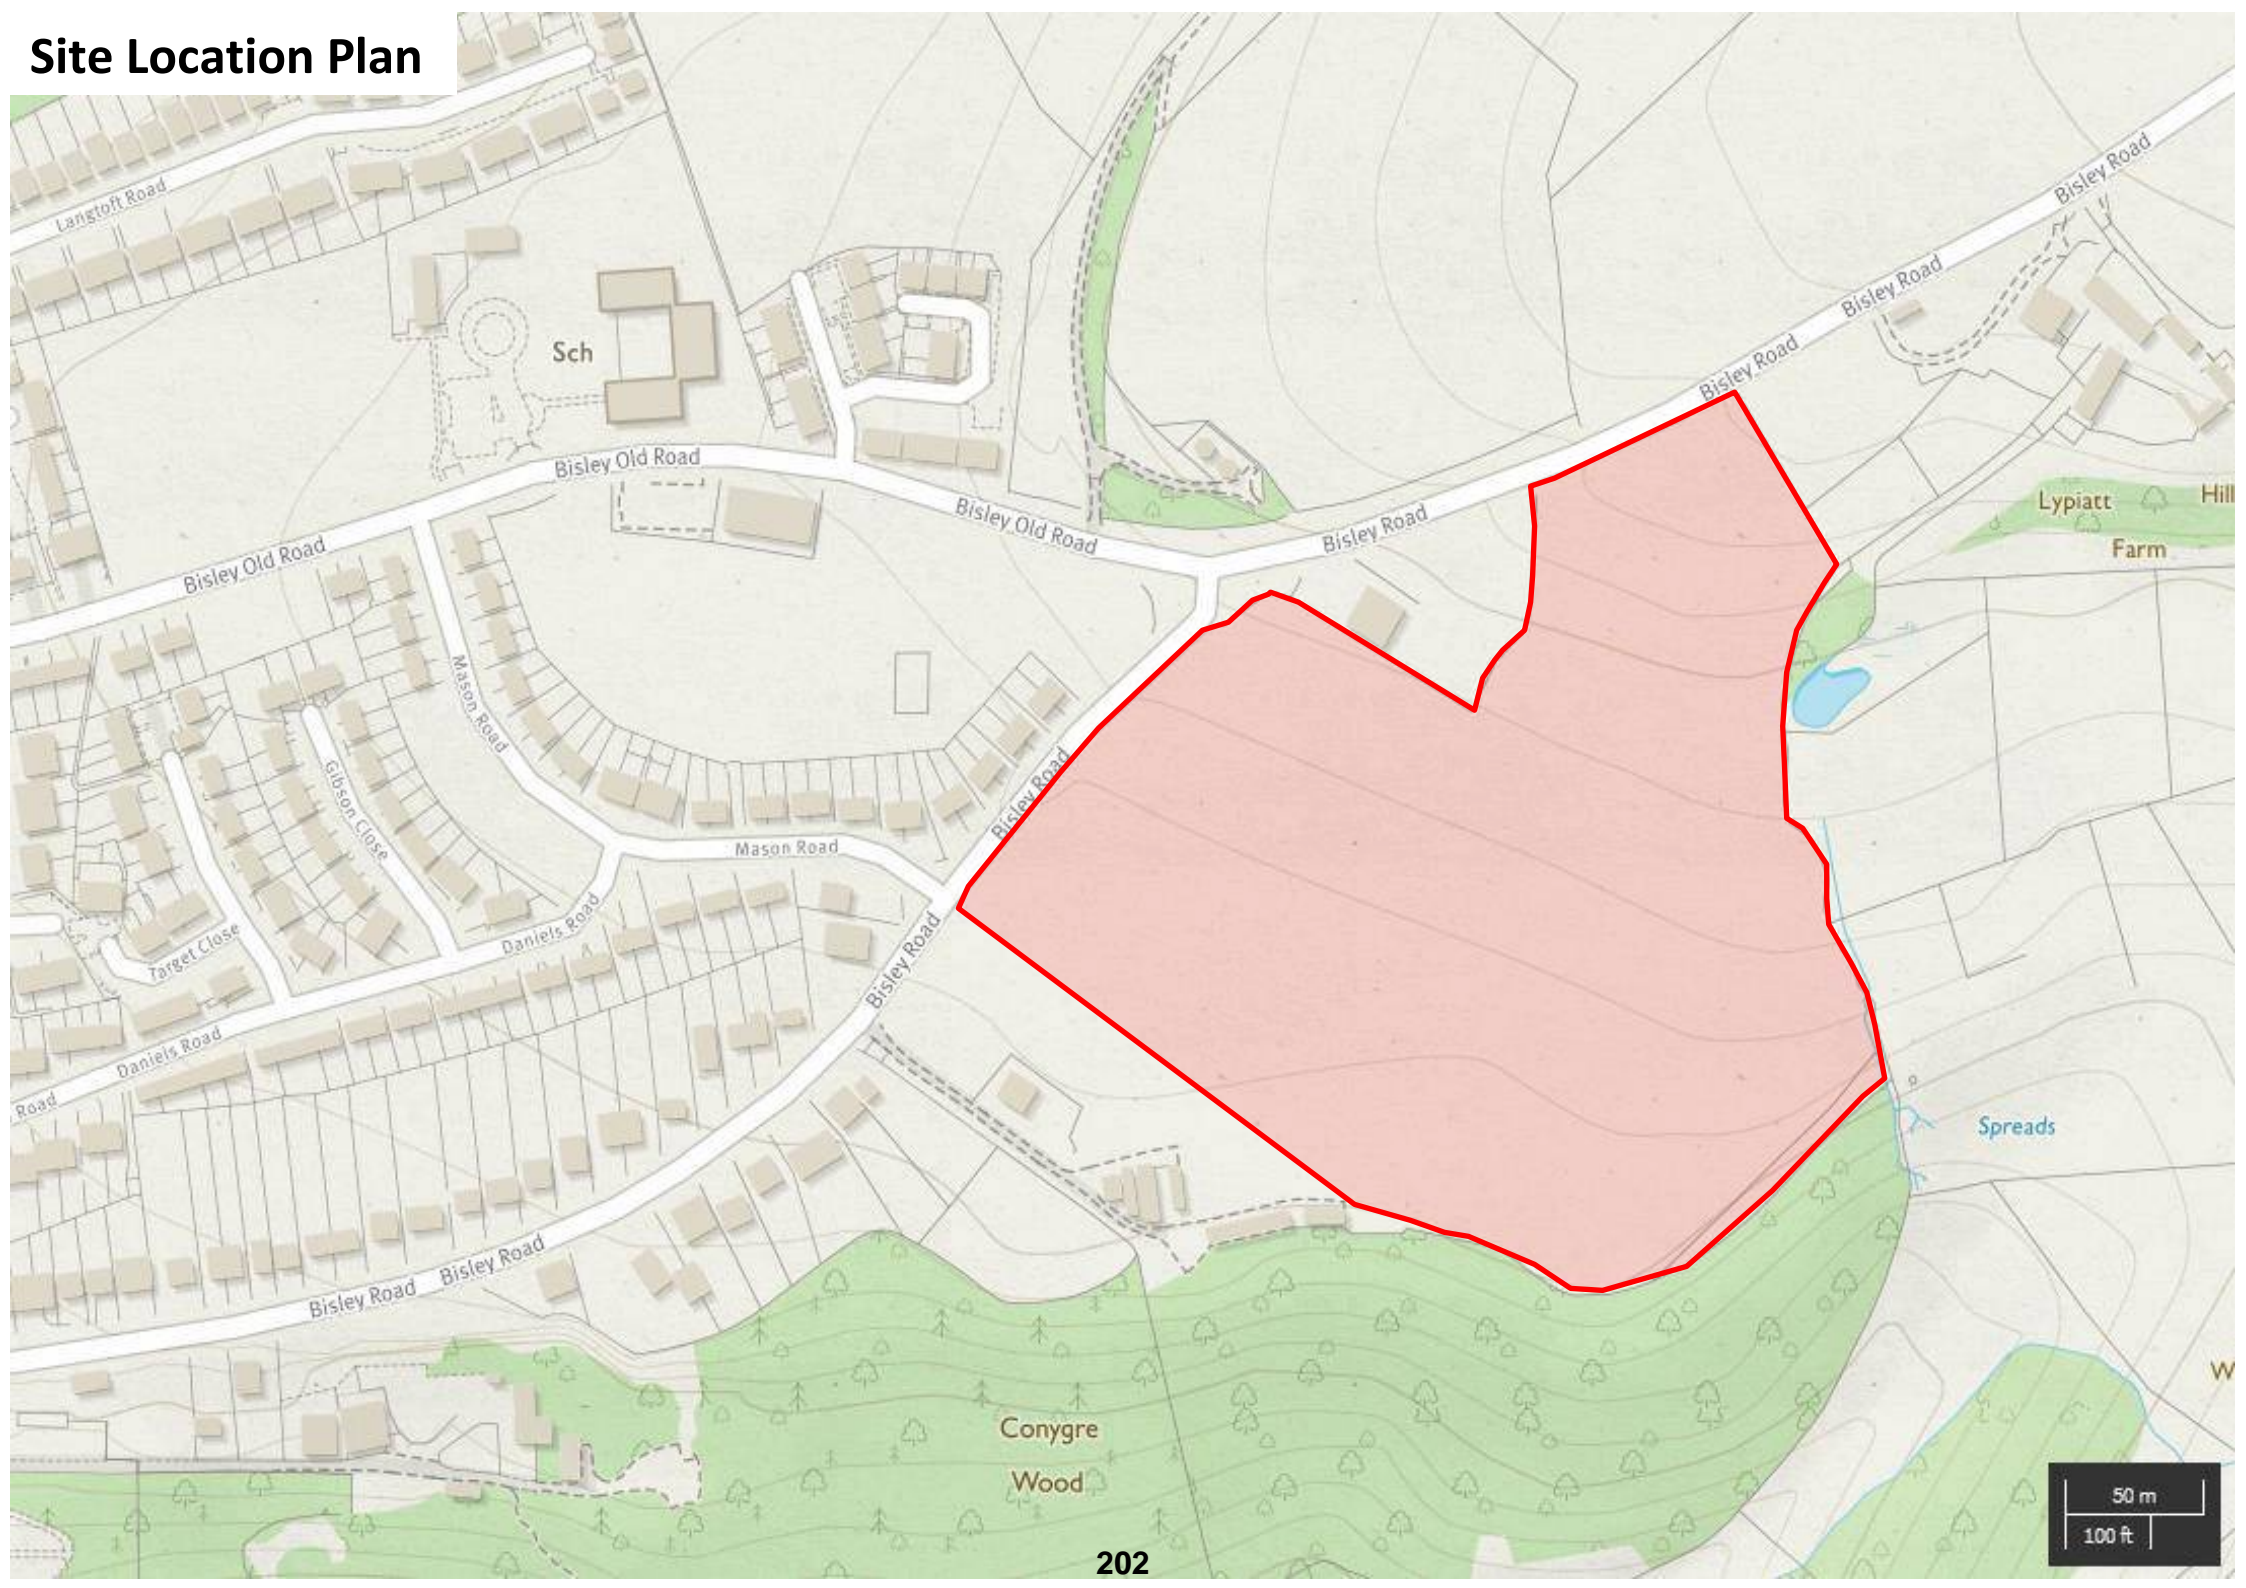 Site Location Plan
Langtoft Road
Bisley Road
Bisley Road
Bisley Road
Sch
Bisley Old Road
Bisley Old Road
Bisley Road
Bisley Old Road
Lypiatt
Hill
Farm
Mason Road
Gibson Close
Bisley Road
Mason Road
Daniels Road
Target Close
Bisley Road
Daniels Road
Road
Spreads
Bisley Road
Bisley Road
W
Conygre
Wood
50 m
100 ft
202